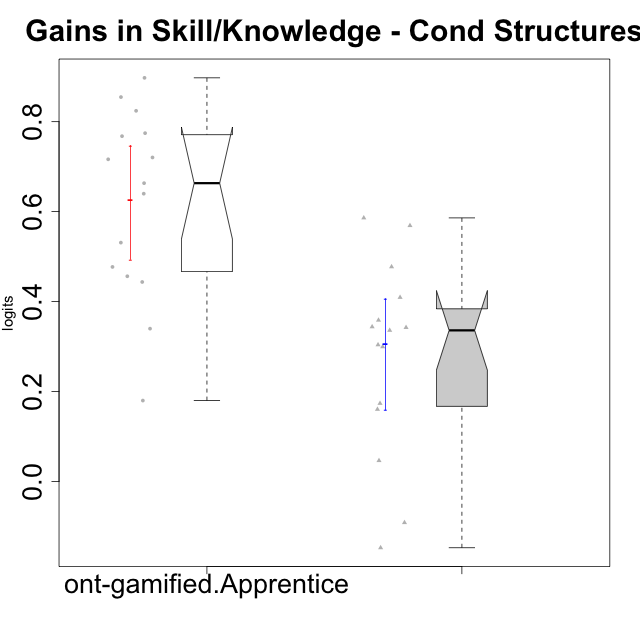 Gains in Skill/Knowledge - Cond Structures
logits
0.8
0.6
0.4
0.2
0.0
ont-gamified.Apprentice